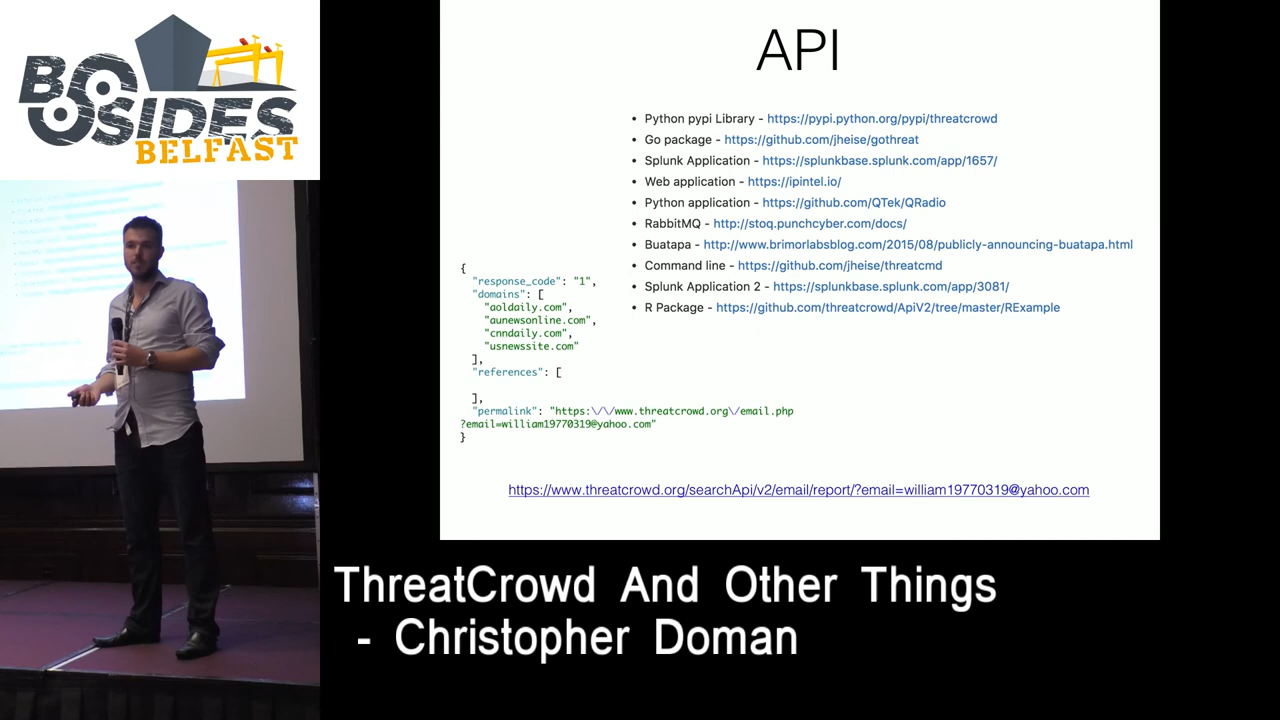 BSIDES
BELFAST
API
• Python pypi Library - https://pypi.python.org/pypi/threatcrowd
• Go package - https://github.com/jheise/gothreat
• Splunk Application - https://splunkbase.splunk.com/app/1657/
• Web application - https://ipintel.io/
• Python application - https://github.com/QTek/QRadio
• RabbitMQ - http://stoq.punchcyber.com/docs/
• Buatapa - http://www.brimorlabsblog.com/2015/08/publicly-announcing-buatapa.html
• Command line - https://github.com/jheise/threatcmd
• Splunk Application 2 - https://splunkbase.splunk.com/app/3081/
• R Package - https://github.com/threatcrowd/ApiV2/tree/master/RExample
{
"response_code": "1",
"domains": [
"aoldaily.com",
"aunewsonline.com",
"cnndaily.com",
"usnewssite.com"
],
"references": [
],
"permalink": "https:\/\/www.threatcrowd.org\/email.php
?email=william19770319@yahoo.com"
}
https://www.threatcrowd.org/searchApi/v2/email/report/?email=william19770319@yahoo.com
ThreatCrowd And Other Things
- Christopher Doman